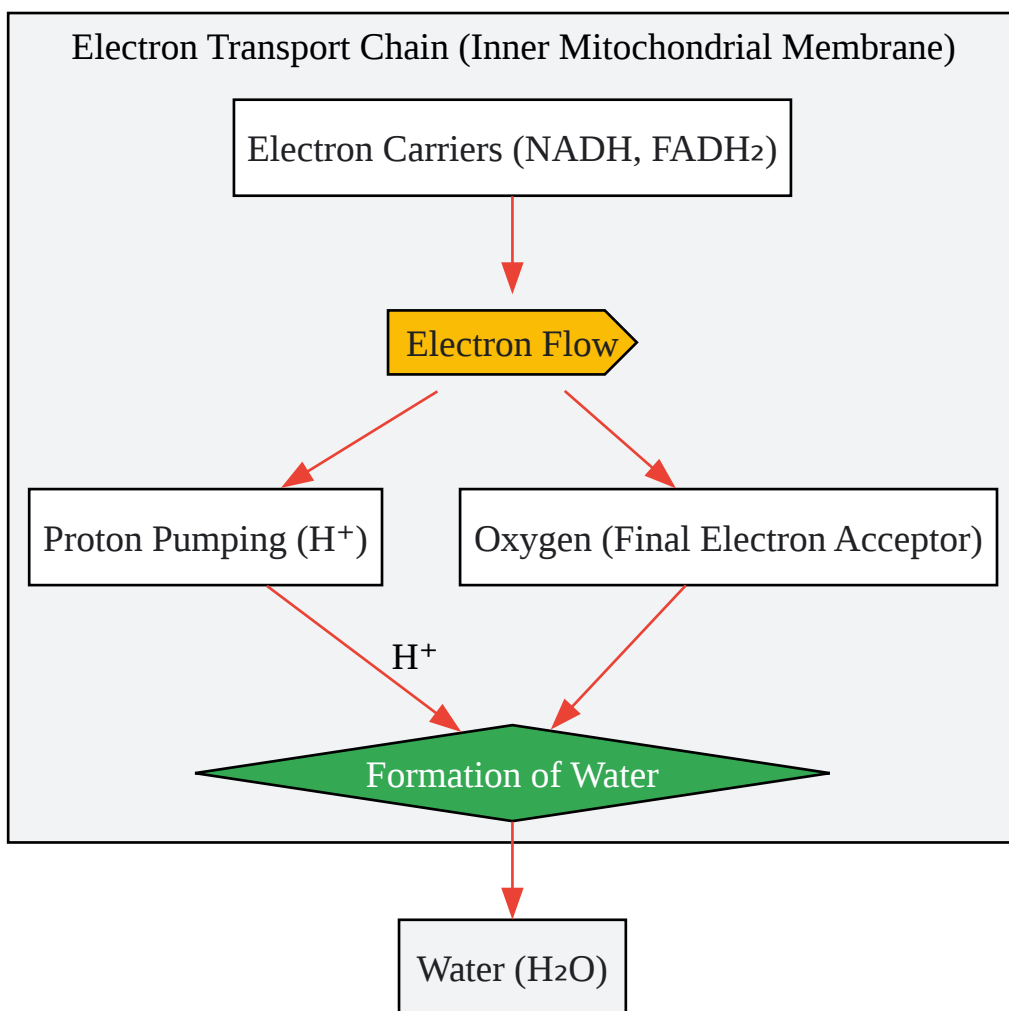 Electron Transport Chain (Inner Mitochondrial Membrane)
Electron Carriers (NADH, FADH₂)
Electron Flow
Proton Pumping (H⁺)
Oxygen (Final Electron Acceptor)
H⁺
Formation of Water
Water (H₂O)